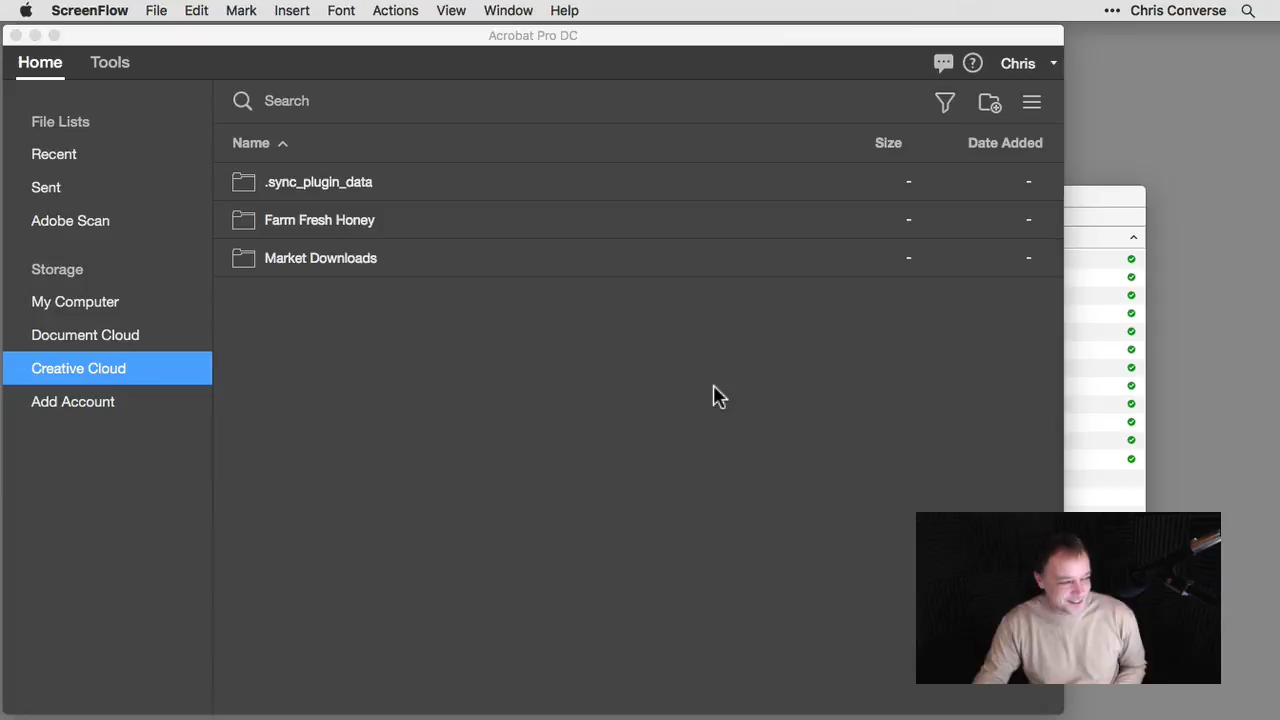 ScreenFlow File Edit Mark Insert Font Actions View Window Help ••• Chris Converse
Acrobat Pro DC
Home Tools Chris
Search
Name Size Date Added
File Lists
Recent
Sent
Adobe Scan
Storage
My Computer
Document Cloud
Creative Cloud
Add Account
.sync_plugin_data - -
Farm Fresh Honey - -
Market Downloads - -